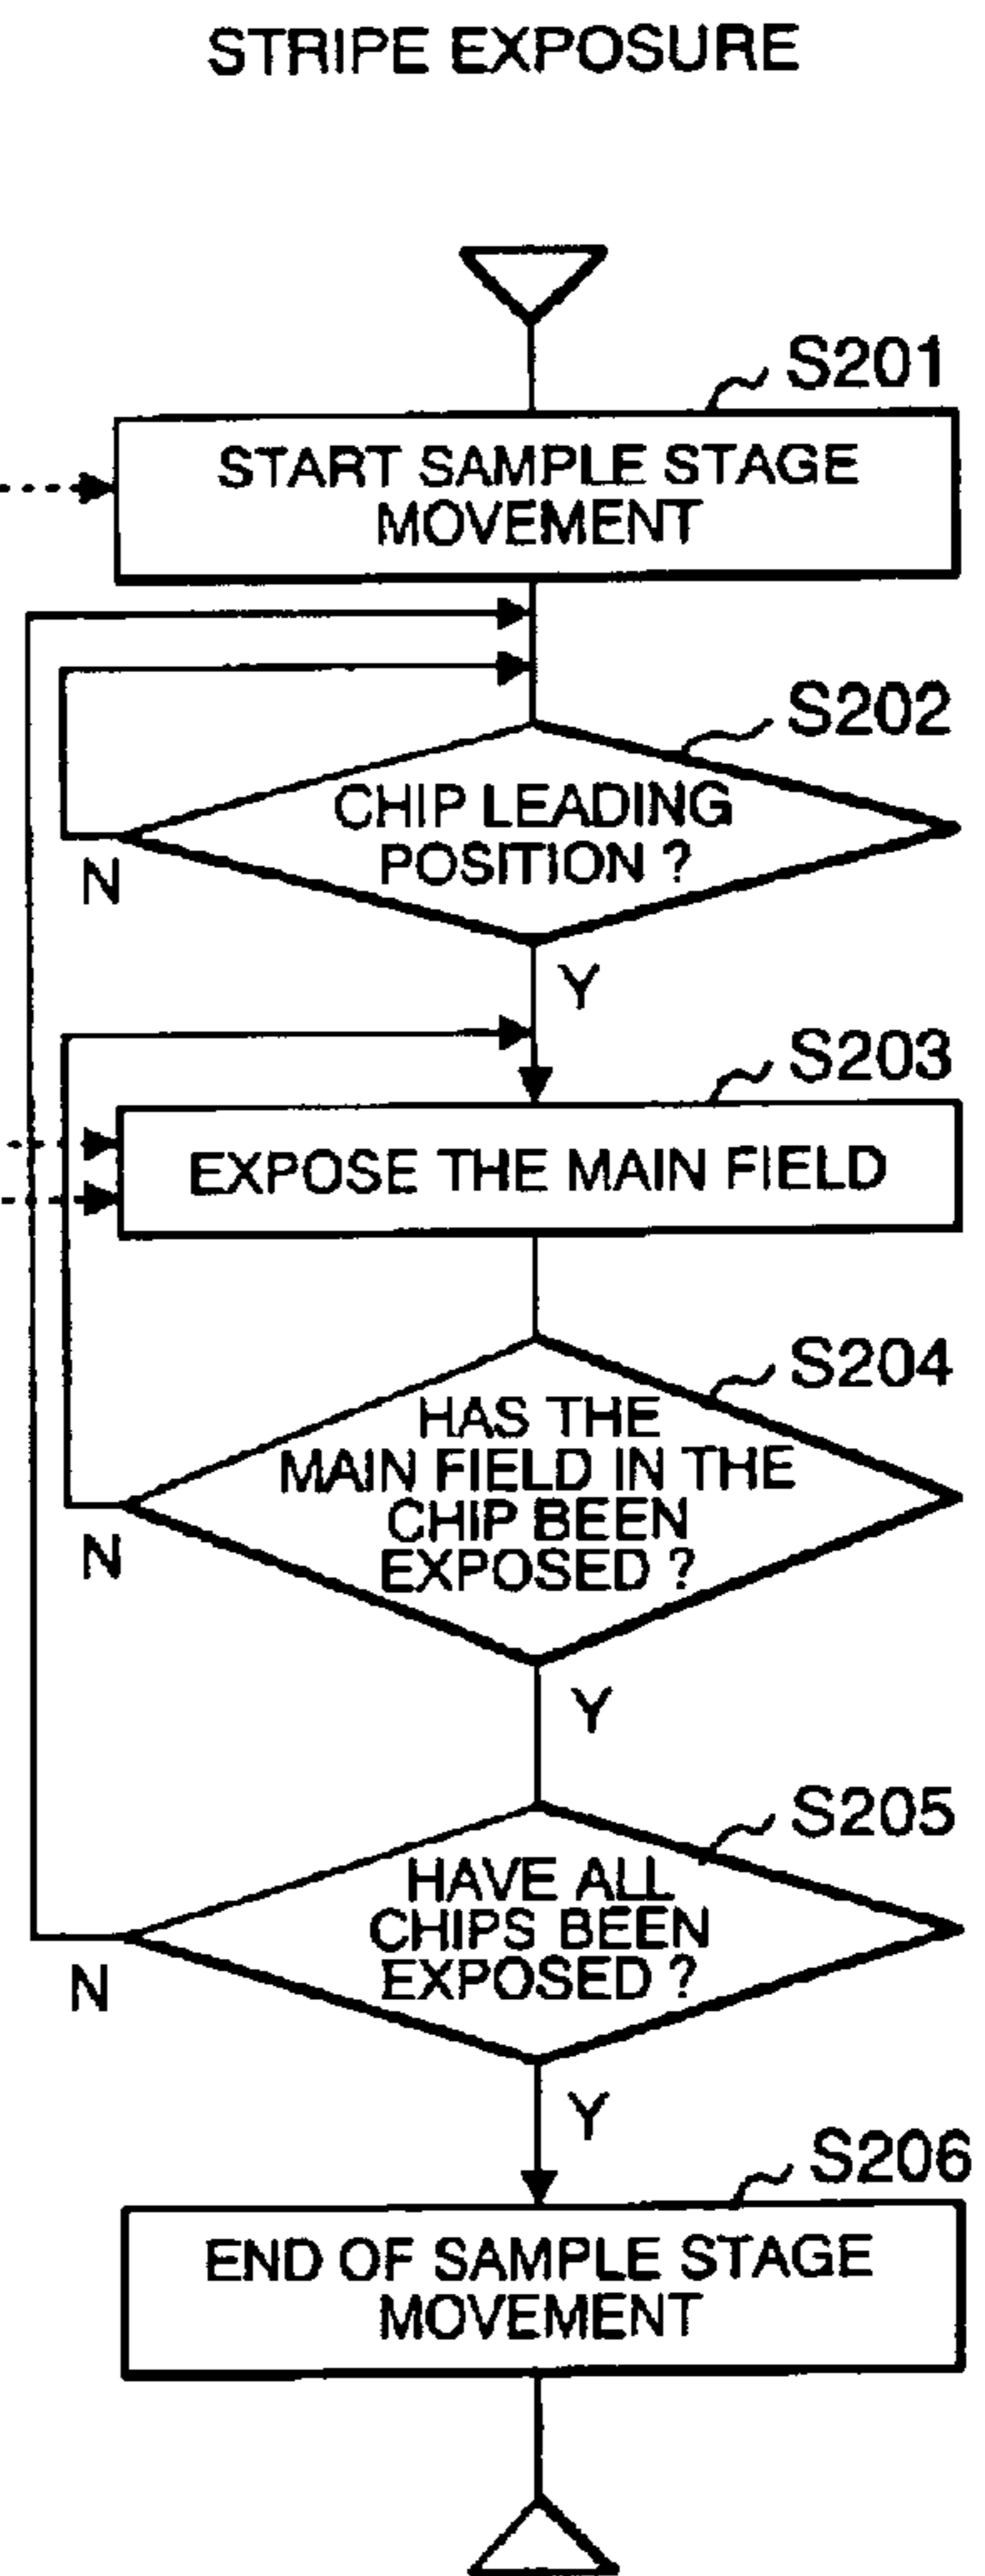 STRIPE EXPOSURE
S201
START SAMPLE STAGE
MOVEMENT
S202
CHIP LEADING
POSITION ?
N
Y
S203
EXPOSE THE MAIN FIELD
S204
HAS THE
MAIN FIELD IN THE
CHIP BEEN
EXPOSED ?
N
Y
S205
HAVE ALL
CHIPS BEEN
EXPOSED ?
N
Y
S206
END OF SAMPLE STAGE
MOVEMENT